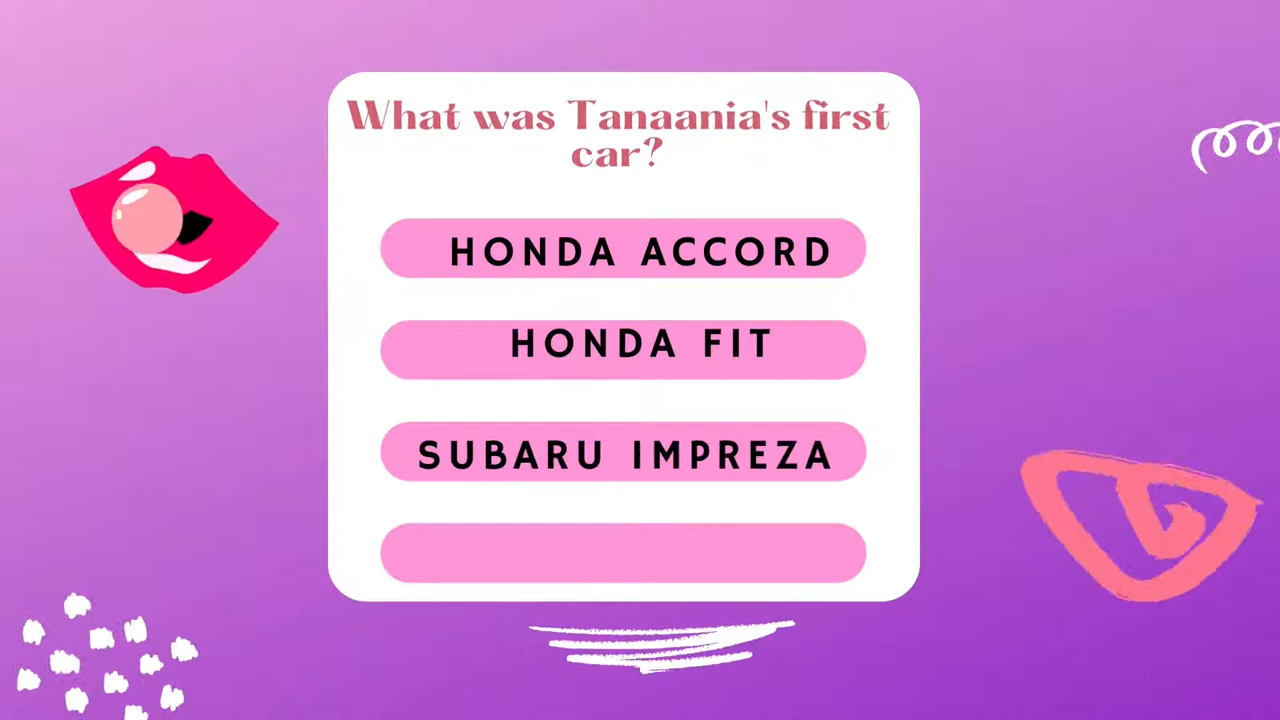 What was Tanaania's first
car?
HONDA ACCORD
HONDA FIT
SUBARU IMPREZA